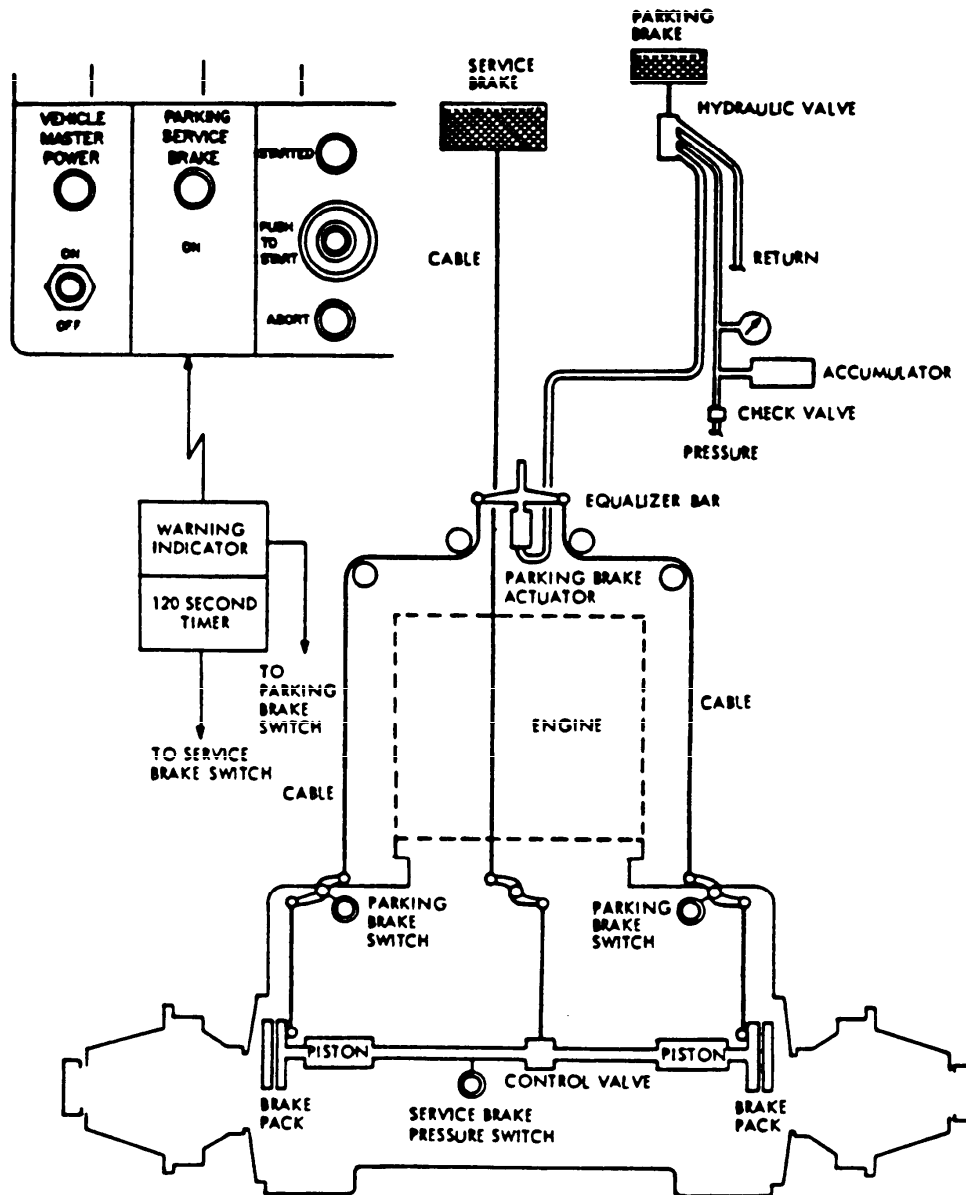 PARKING
BRAKE
SERVICE
BRAKE
HYDRAULIC VALVE
VEHICLE
MASTER
POWER
PARKING
SERVICE
BRAKE
STARTED
PUSH
TO
START
ON
ON
OFF
ABORT
CABLE
RETURN
ACCUMULATOR
CHECK VALVE
PRESSURE
EQUALIZER BAR
WARNING
INDICATOR
120 SECOND
TIMER
PARKING BRAKE
ACTUATOR
TO
PARKING
BRAKE
SWITCH
TO SERVICE
BRAKE SWITCH
ENGINE
CABLE
CABLE
PARKING
BRAKE
SWITCH
PARKING
BRAKE
SWITCH
PISTON
PISTON
CONTROL VALVE
BRAKE
PACK
SERVICE BRAKE
PRESSURE SWITCH
BRAKE
PACK